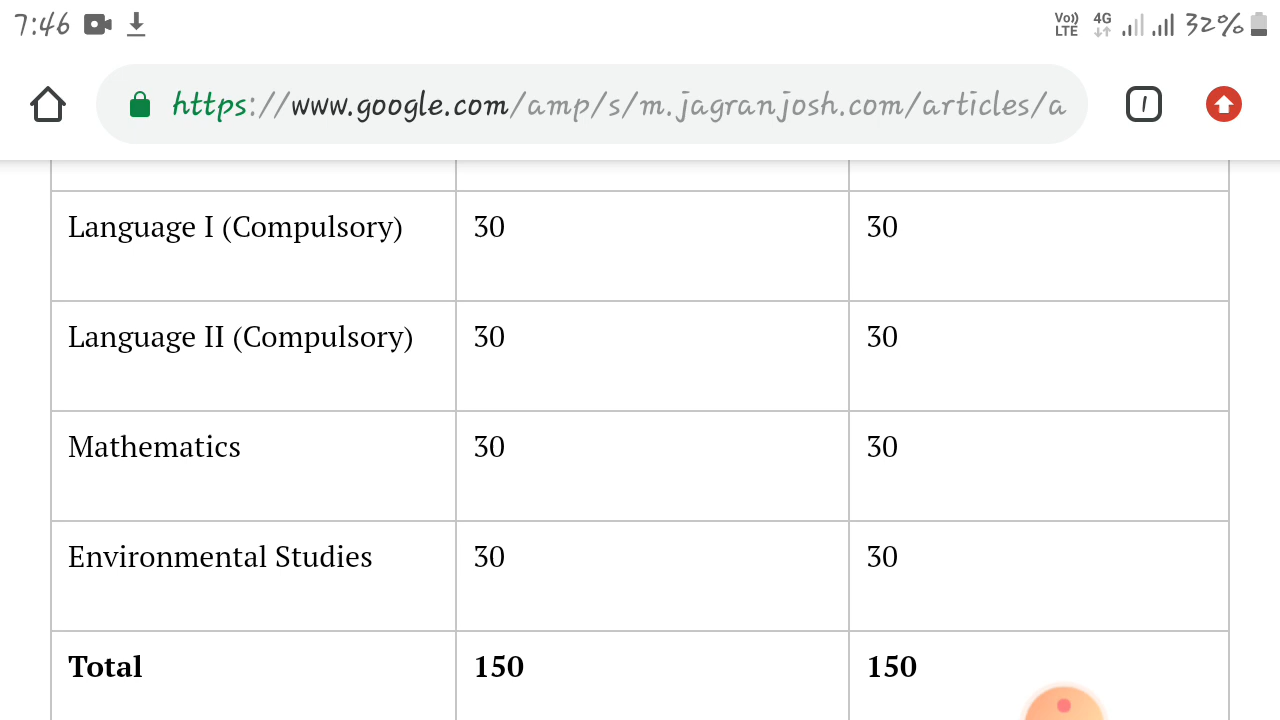 7:46 Vo)) LTE 4G 32%
https://www.google.com/amp/s/m.jagranjosh.com/articles/a 1
Language I (Compulsory) 30 30
Language II (Compulsory) 30 30
Mathematics 30 30
Environmental Studies 30 30
Total 150 150